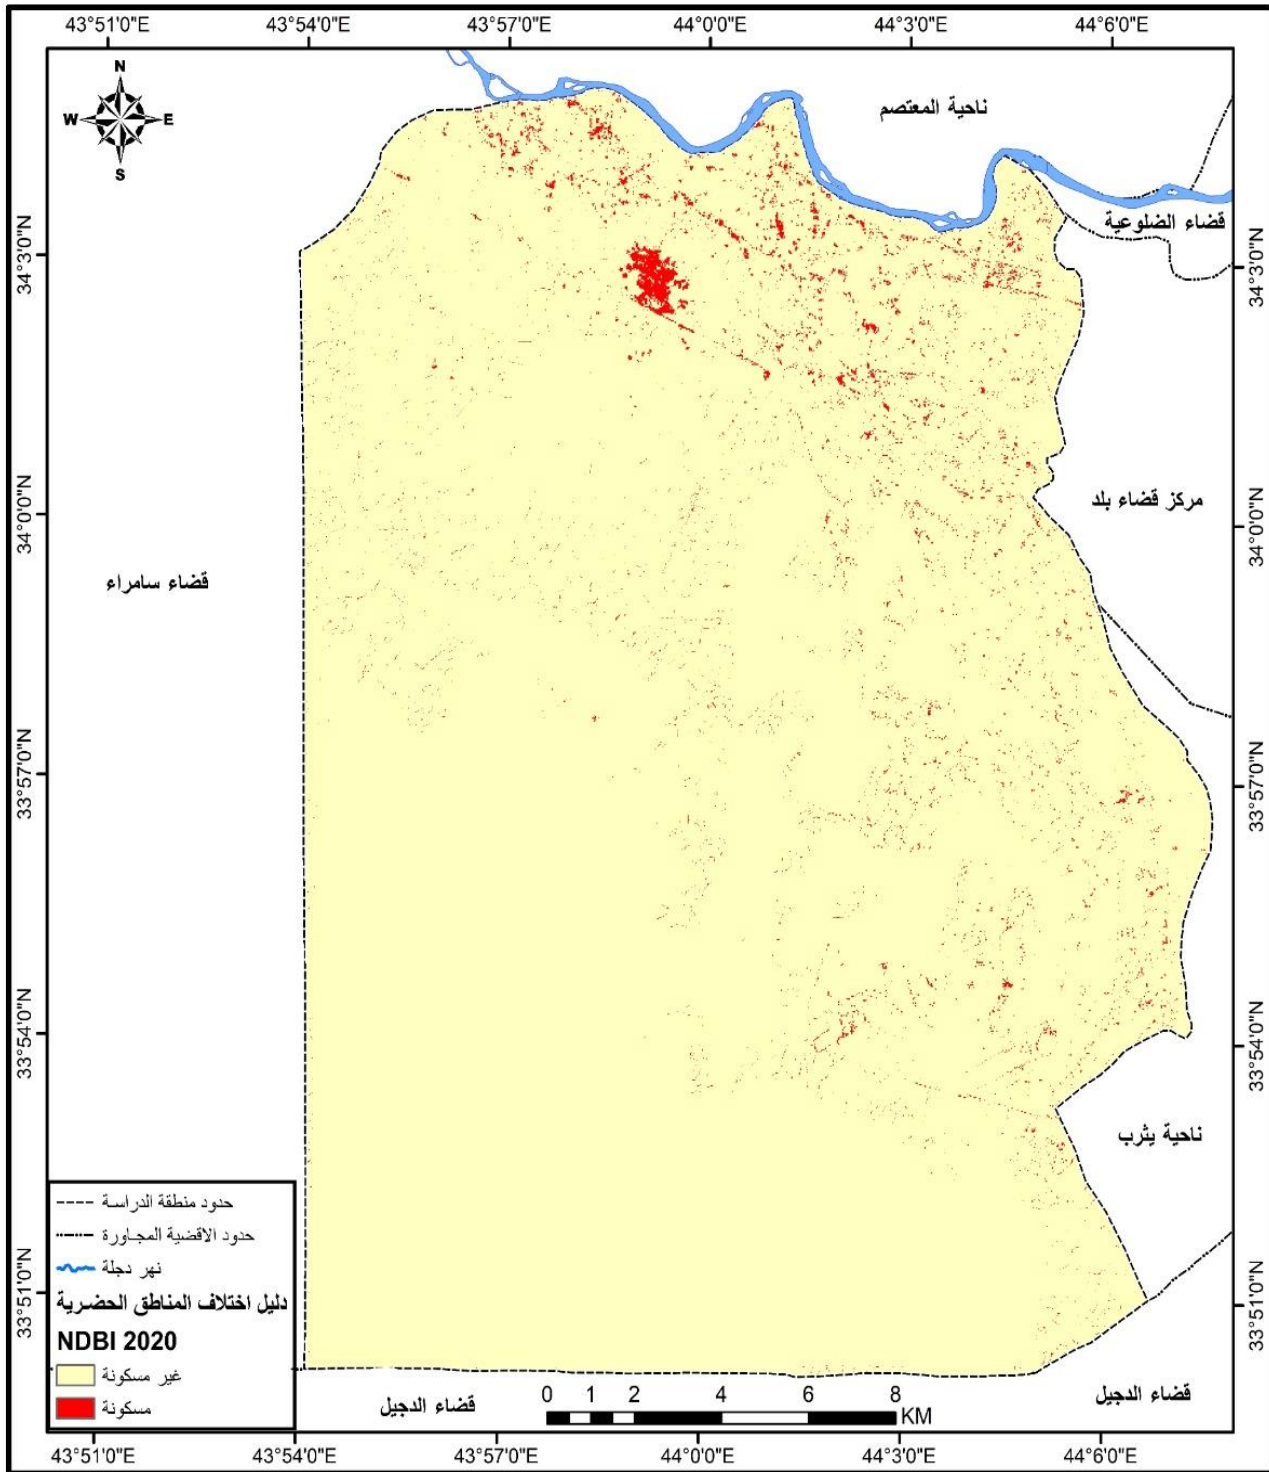 43°51'0"E 43°54'0"E 43°57'0"E 44°0'0"E 44°3'0"E 44°6'0"E
N
W E
S
ناحية المعتصم
قضاء الضلوعية
34°3'0"N
34°3'0"N
مركز قضاء بلد
34°0'0"N
34°0'0"N
قضاء سامراء
33°57'0"N
33°57'0"N
33°54'0"N
33°54'0"N
ناحية يثرب
حدود منطقة الدراسة
حدود الاقضية المجاورة
نهر دجلة
دليل اختلاف المناطق الحضرية
NDBI 2020
غير مسكونة
مسكونة
33°51'0"N
33°51'0"N
قضاء الدجيل
قضاء الدجيل
0 1 2 4 6 8
KM
43°51'0"E 43°54'0"E 43°57'0"E 44°0'0"E 44°3'0"E 44°6'0"E